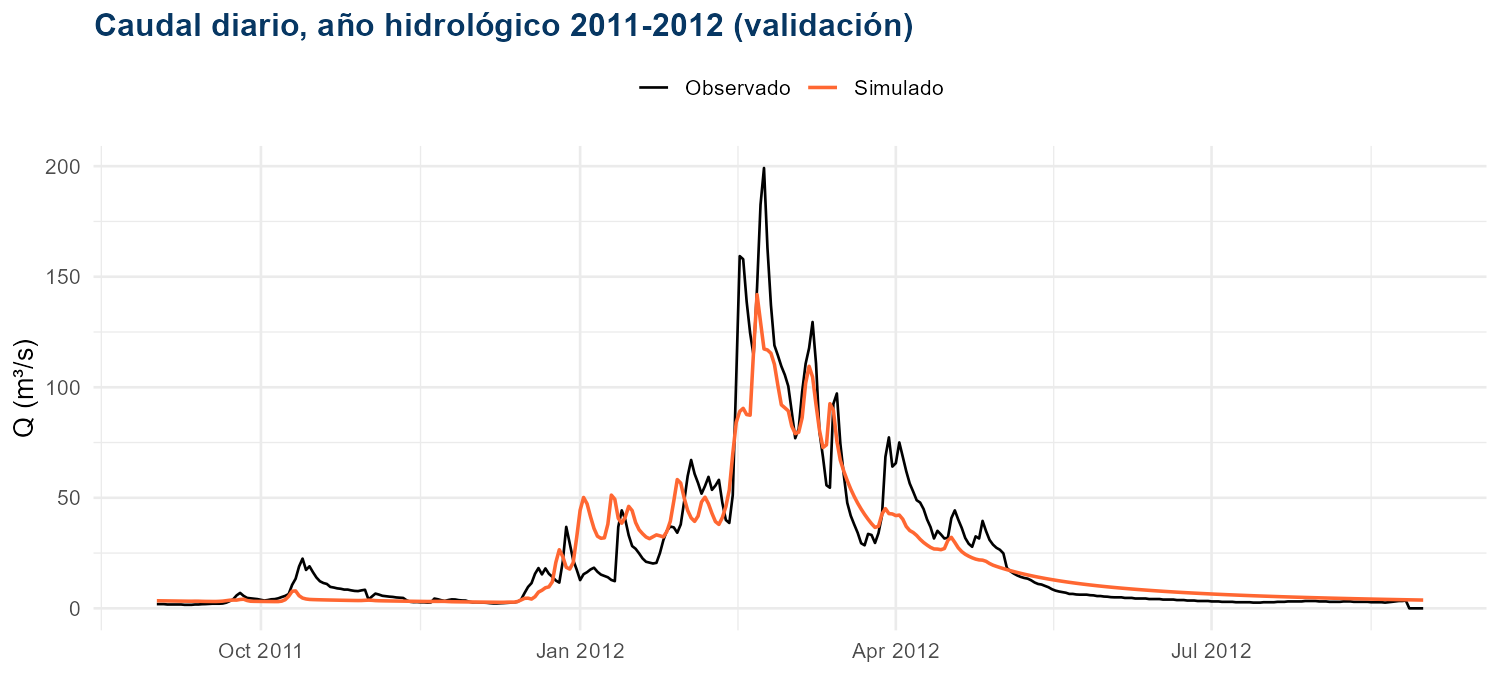 Caudal diario, año hidrológico 2011-2012 (validación)
Observado Simulado
Q (m³/s)
200
150
100
50
0
Oct 2011 Jan 2012 Apr 2012 Jul 2012